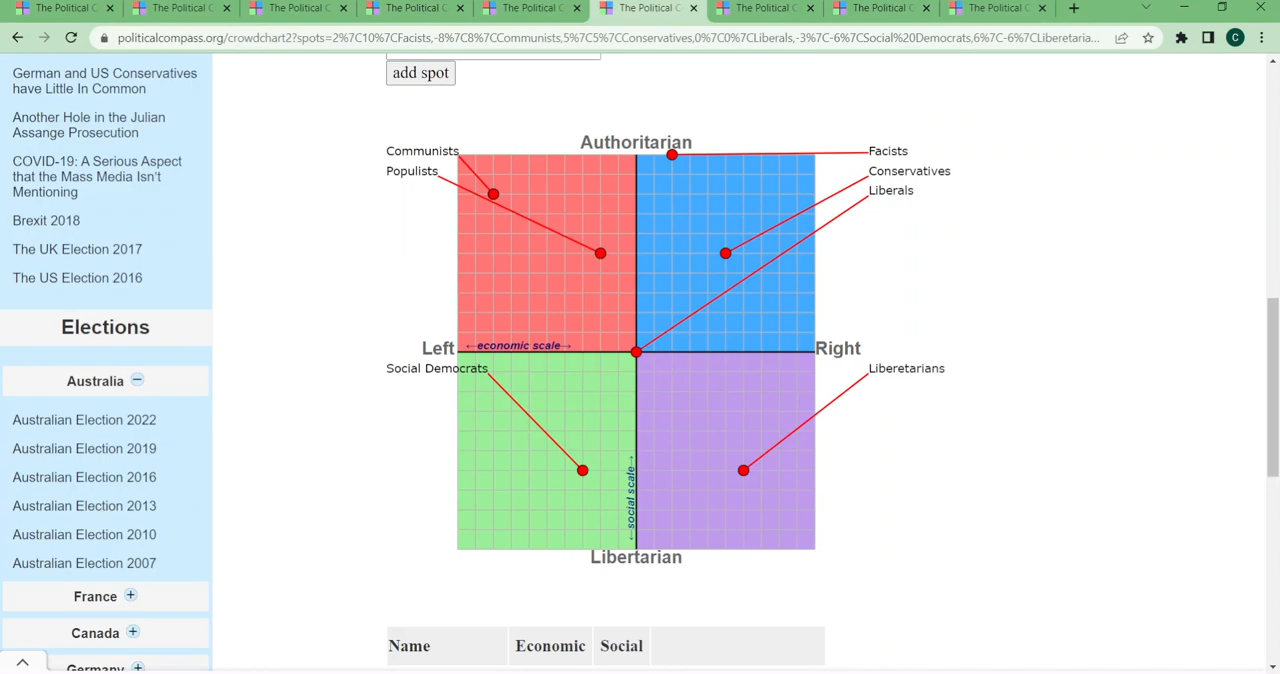 The Political C
The Political C
The Political C
The Political C
The Political C
The Political C
The Political C
The Political C
The Political C
politicalcompass.org/crowdchart2?spots=2%7C10%7CFacists,-8%7C8%7CCommunists,5%7C5%7CConservatives,0%7C0%7CLiberals,-3%7C-6%7CSocial%20Democrats,6%7C-6%7CLiberetaria...
C
German and US Conservatives
have Little In Common
Another Hole in the Julian
Assange Prosecution
COVID-19: A Serious Aspect
that the Mass Media Isn't
Mentioning
Brexit 2018
The UK Election 2017
The US Election 2016
Elections
Australia
Australian Election 2022
Australian Election 2019
Australian Election 2016
Australian Election 2013
Australian Election 2010
Australian Election 2007
France
Canada
Germany
add spot
Authoritarian
Communists
Populists
Facists
Conservatives
Liberals
Left
←economic scale→
Right
Social Democrats
Liberetarians
←social scale→
Libertarian
Name Economic Social